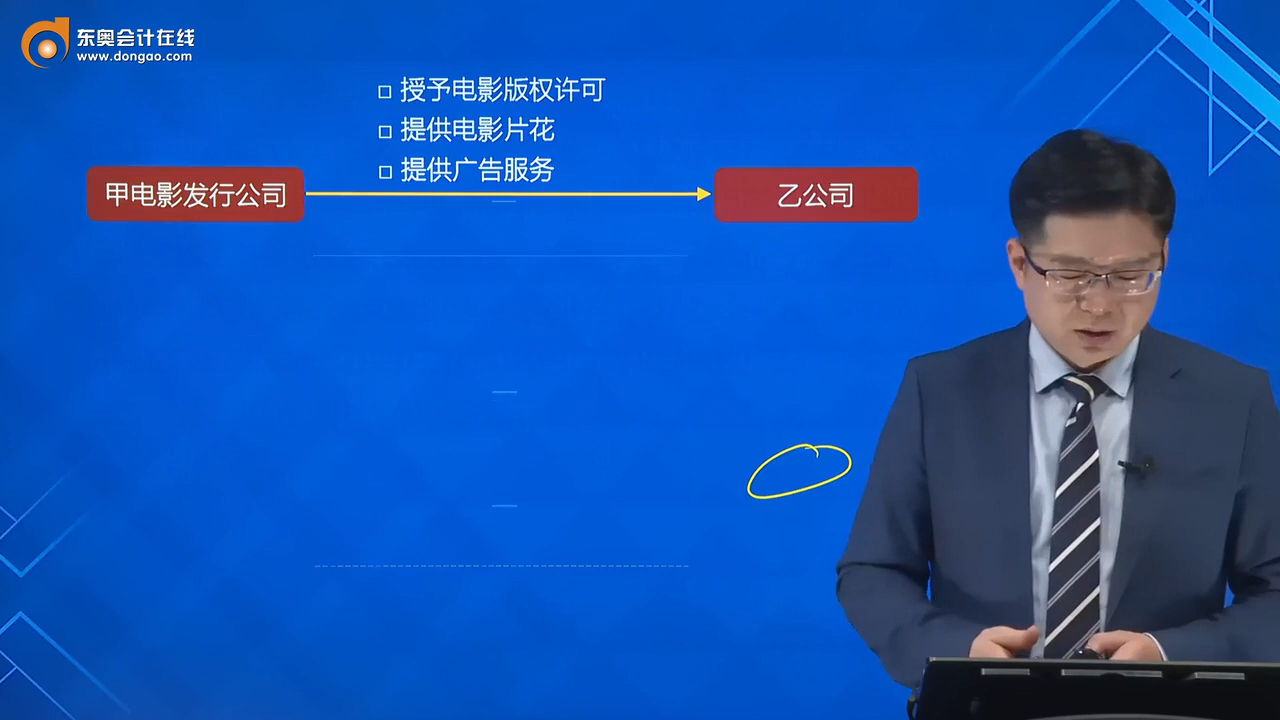 东奥会计在线
www.dongao.com
授予电影版权许可
提供电影片花
提供广告服务
甲电影发行公司
乙公司